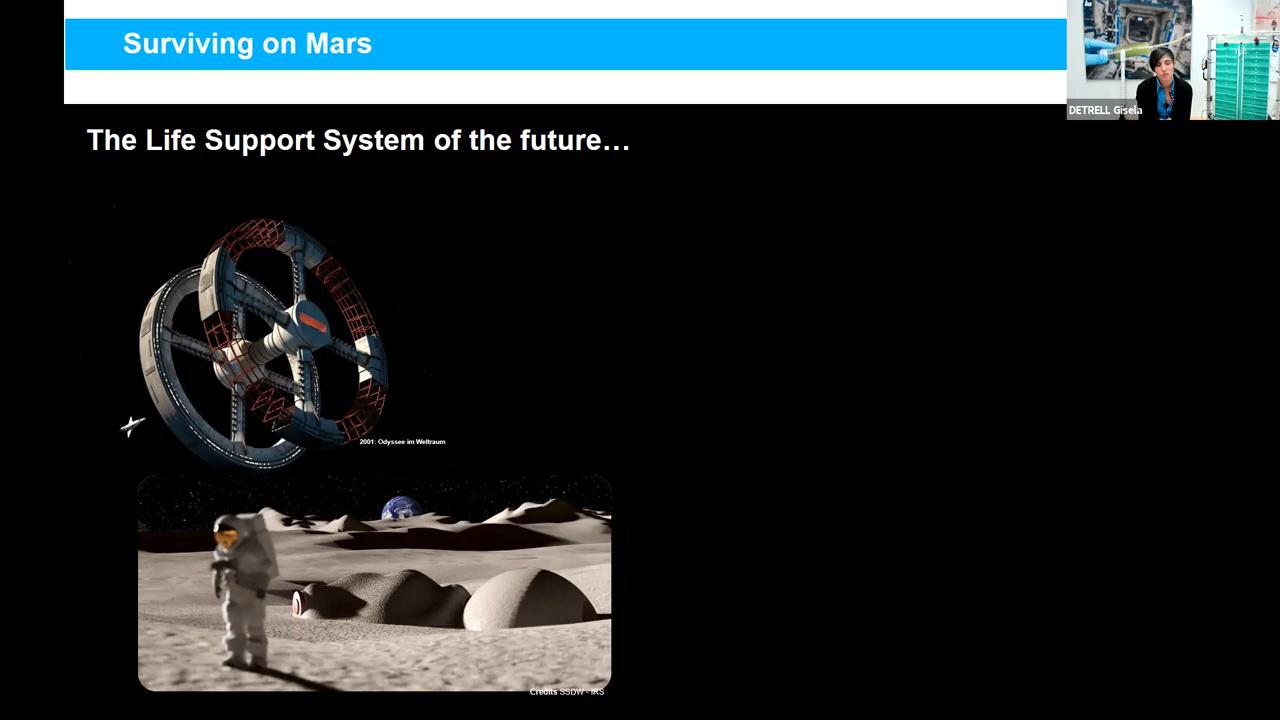 Surviving on Mars
DETRELL Gisela
The Life Support System of the future…
2001: Odyssee im Weltraum
Credits SSDW - IRS